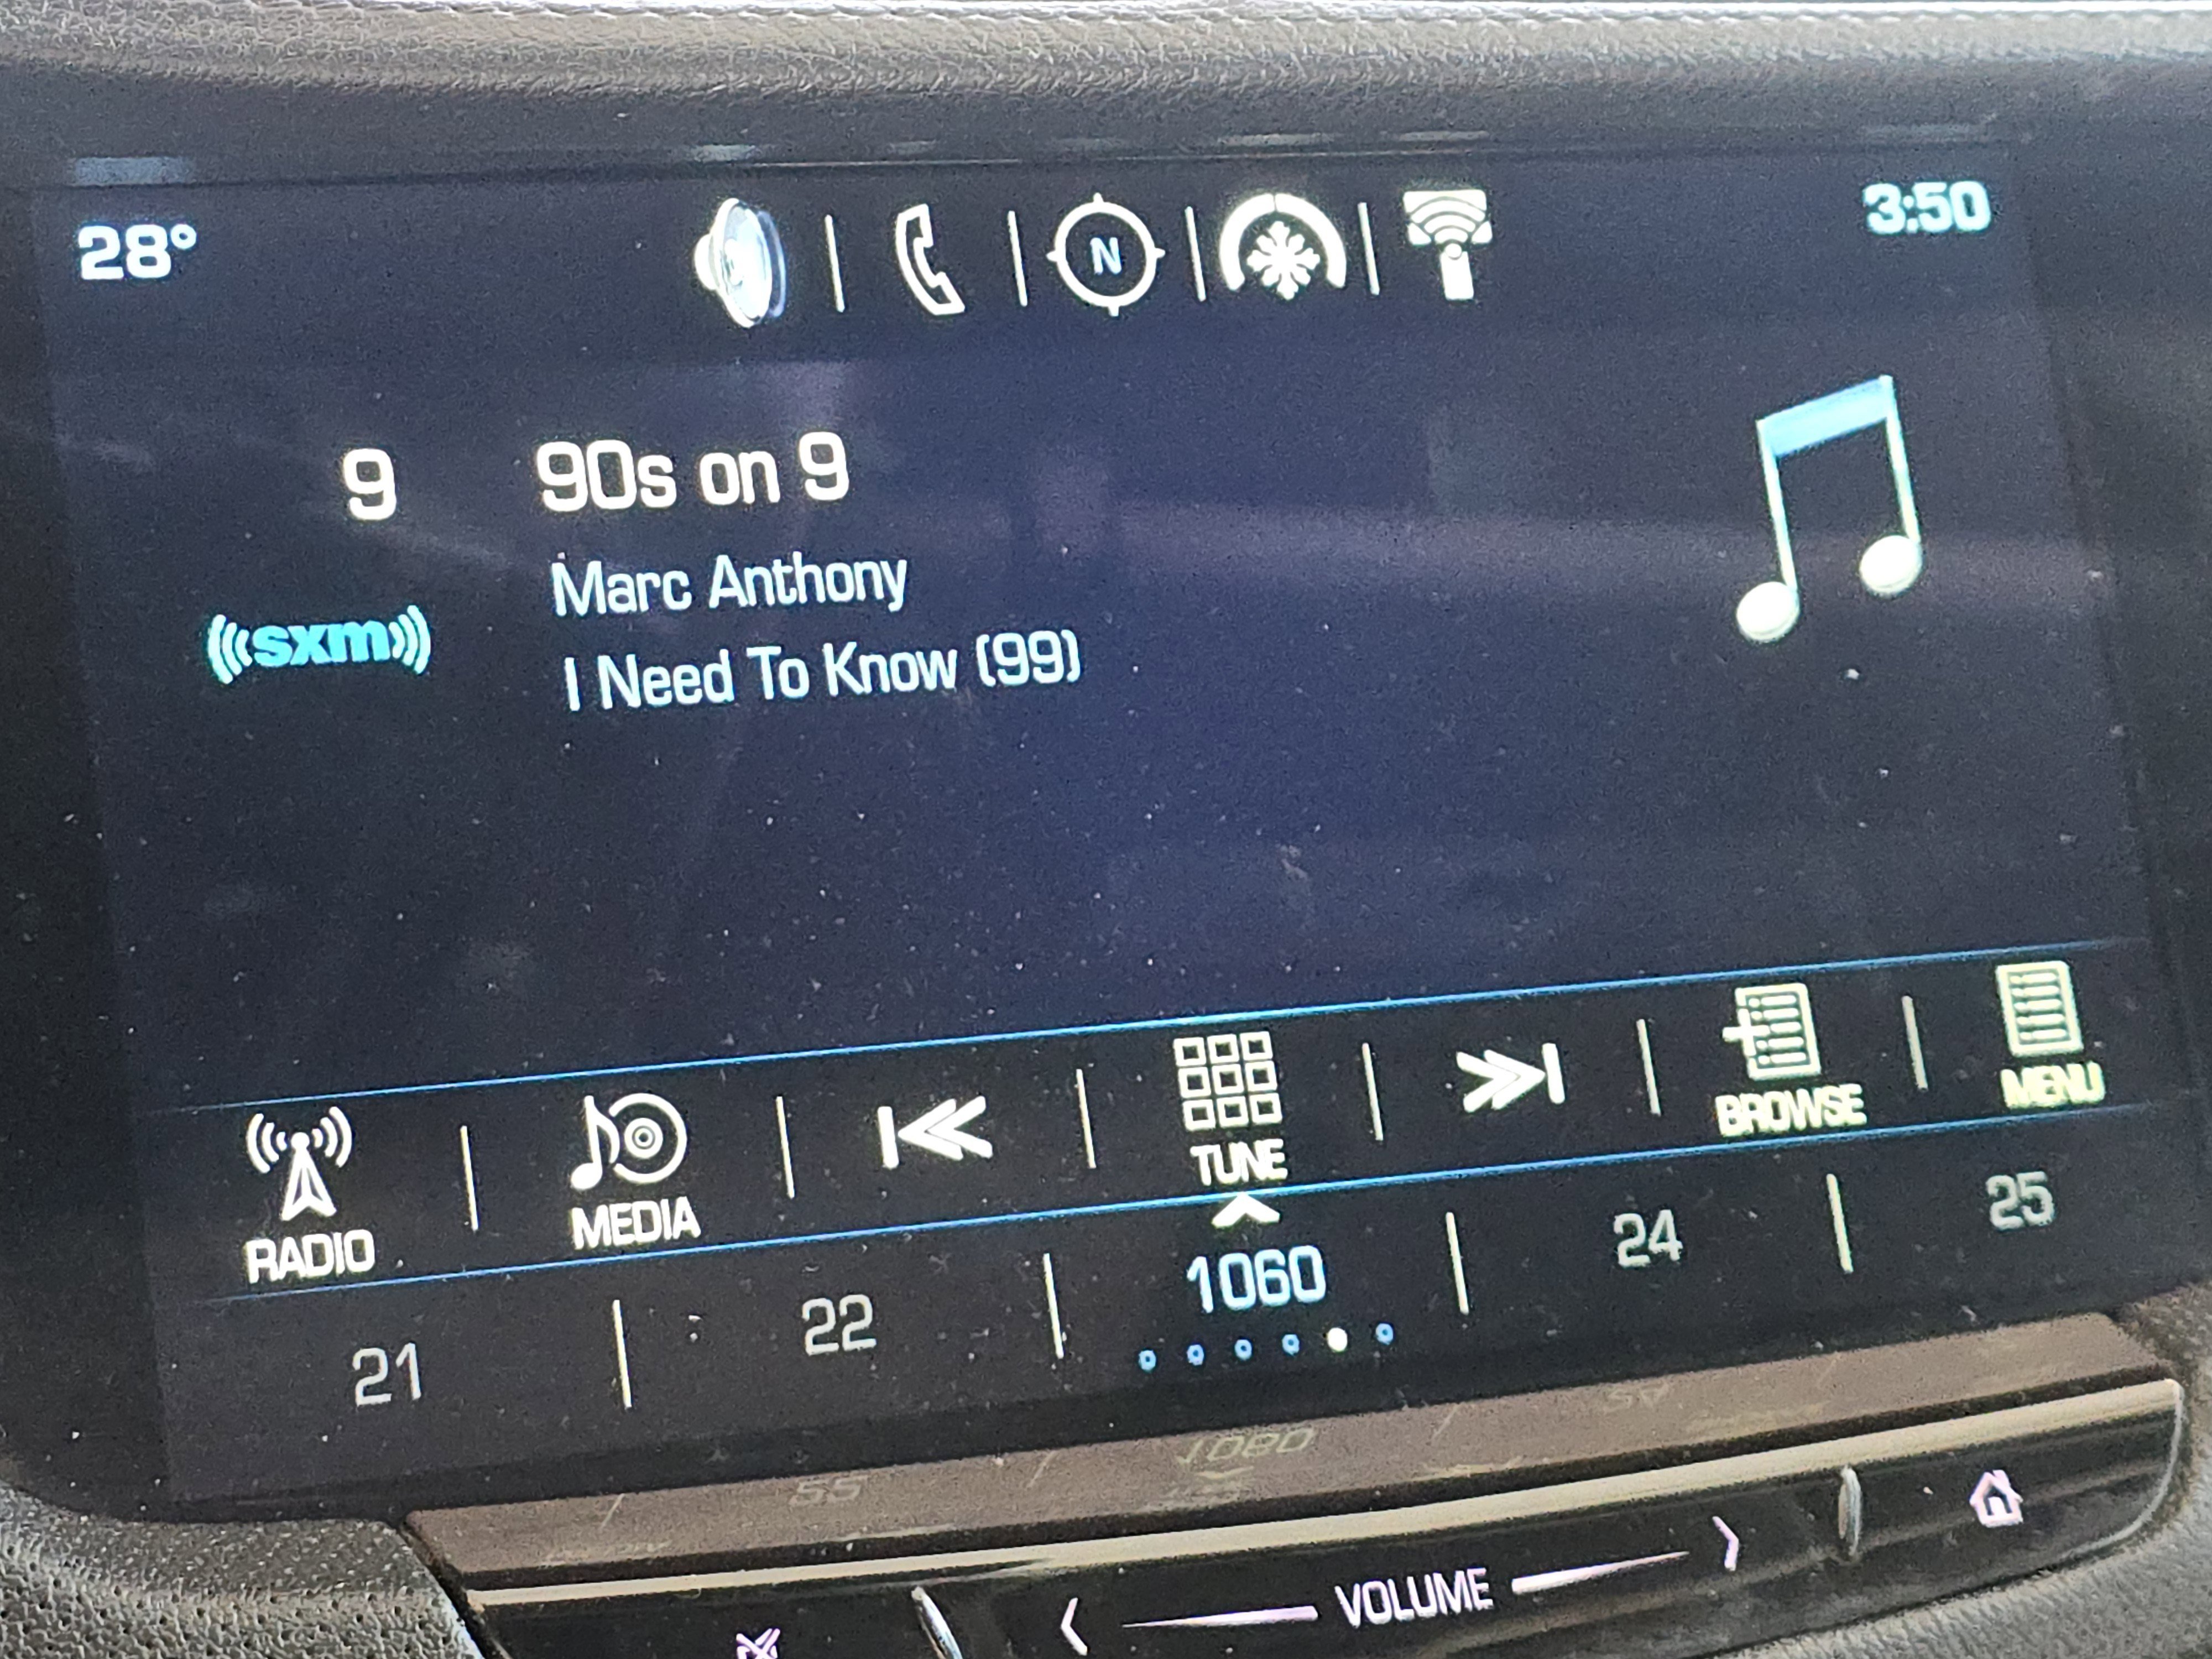 28°
N
3:50
9
90s on 9
Marc Anthony
sxm
I Need To Know (99)
RADIO
MEDIA
TUNE
BROWSE
MENU
21
22
1060
24
25
VOLUME